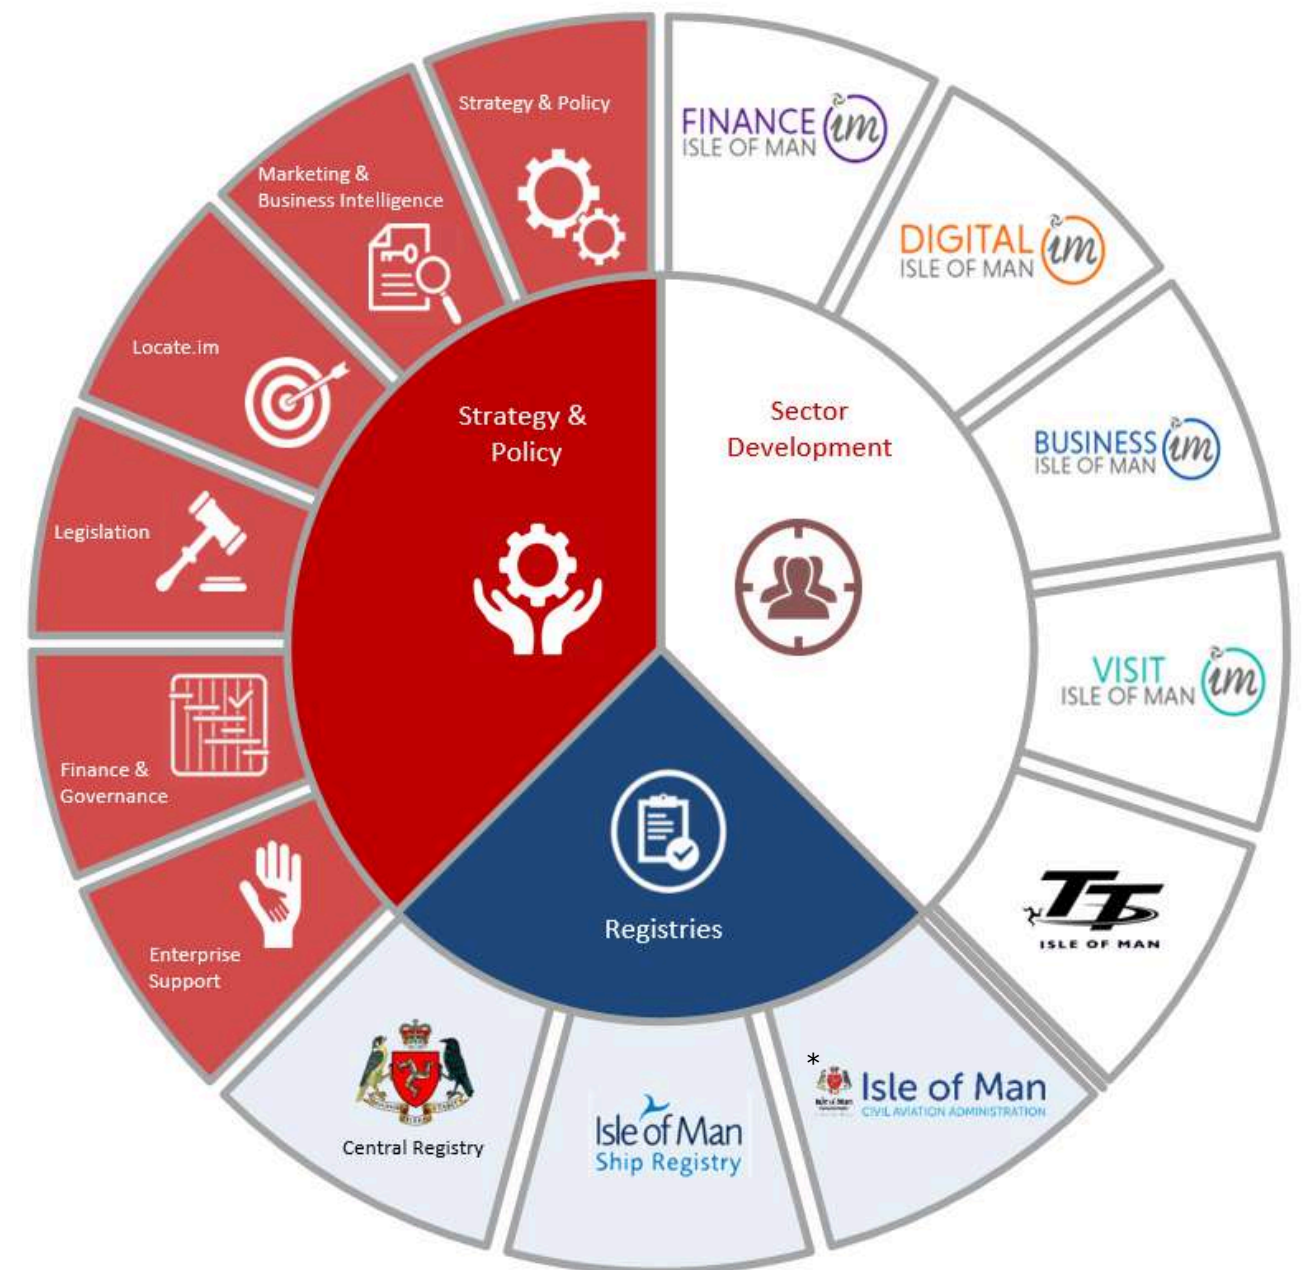 Strategy & Policy
Marketing &
Business Intelligence
Locate.im
Legislation
Finance &
Governance
Enterprise
Support
Strategy &
Policy
Sector
Development
Registries
FINANCE im
ISLE OF MAN
DIGITAL im
ISLE OF MAN
BUSINESS im
ISLE OF MAN
VISIT im
ISLE OF MAN
TT
ISLE OF MAN
*
Isle of Man
CIVIL AVIATION ADMINISTRATION
Isle of Man
Ship Registry
Central Registry